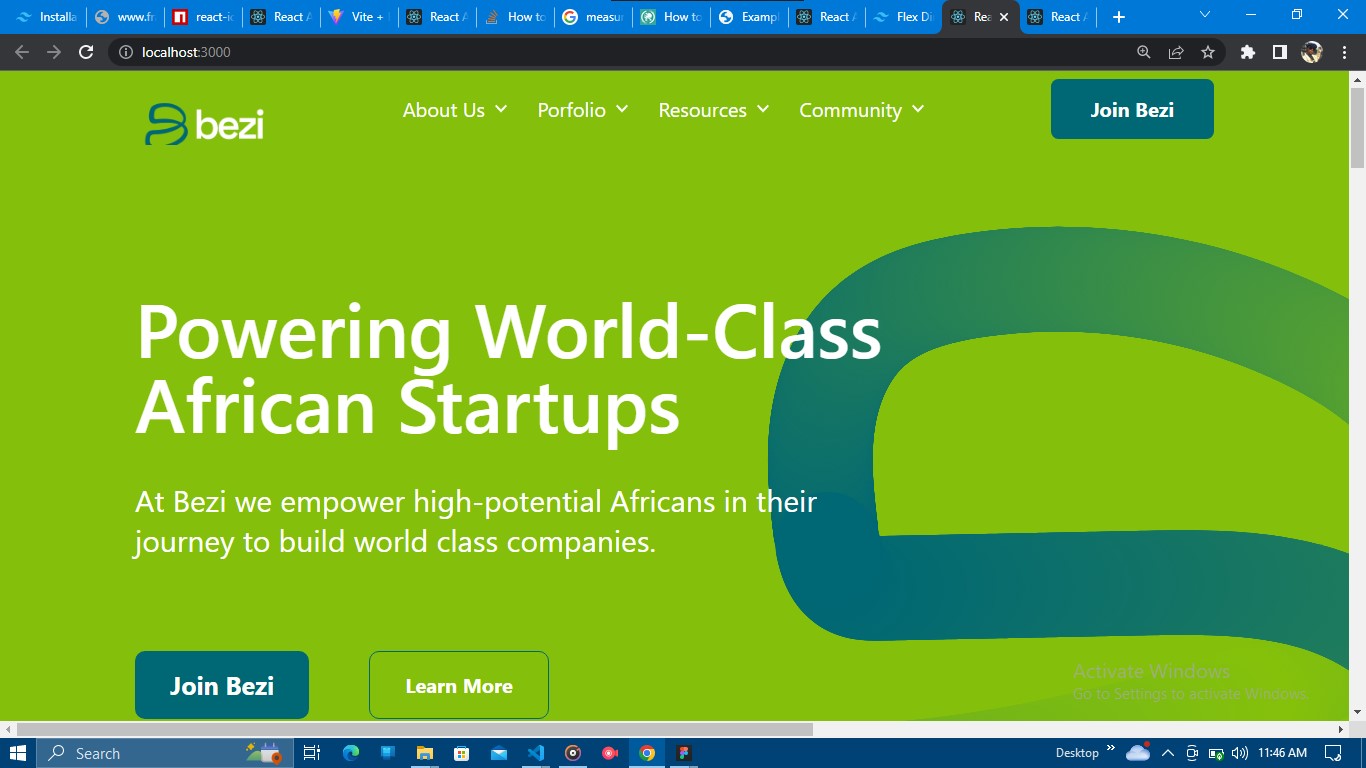 Installa
www.fr
react-ic
React A
Vite + 
React A
How to
measur
How to
Exampl
React A
Flex Di
Rea
React A
localhost:3000
bezi
About Us
Porfolio
Resources
Community
Join Bezi
Powering World-Class
African Startups
At Bezi we empower high-potential Africans in their
journey to build world class companies.
Join Bezi
Learn More
Activate Windows
Go to Settings to activate Windows.
Search
Desktop
11:46 AM